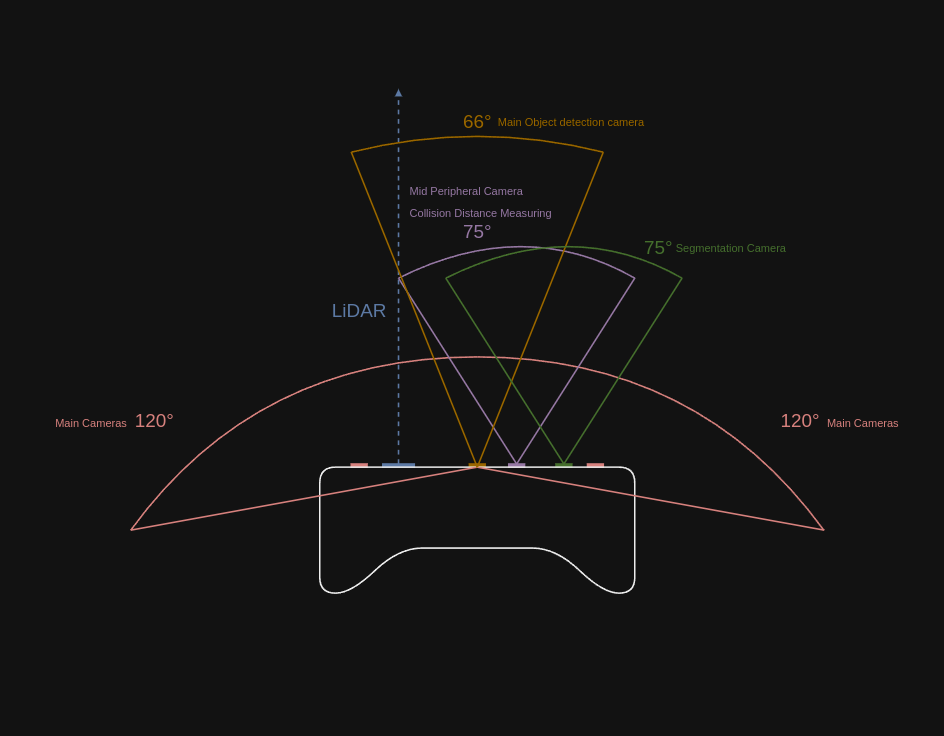 66° Main Object detection camera
Mid Peripheral Camera
Collision Distance Measuring
75°
75° Segmentation Camera
LiDAR
Main Cameras 120°
120° Main Cameras